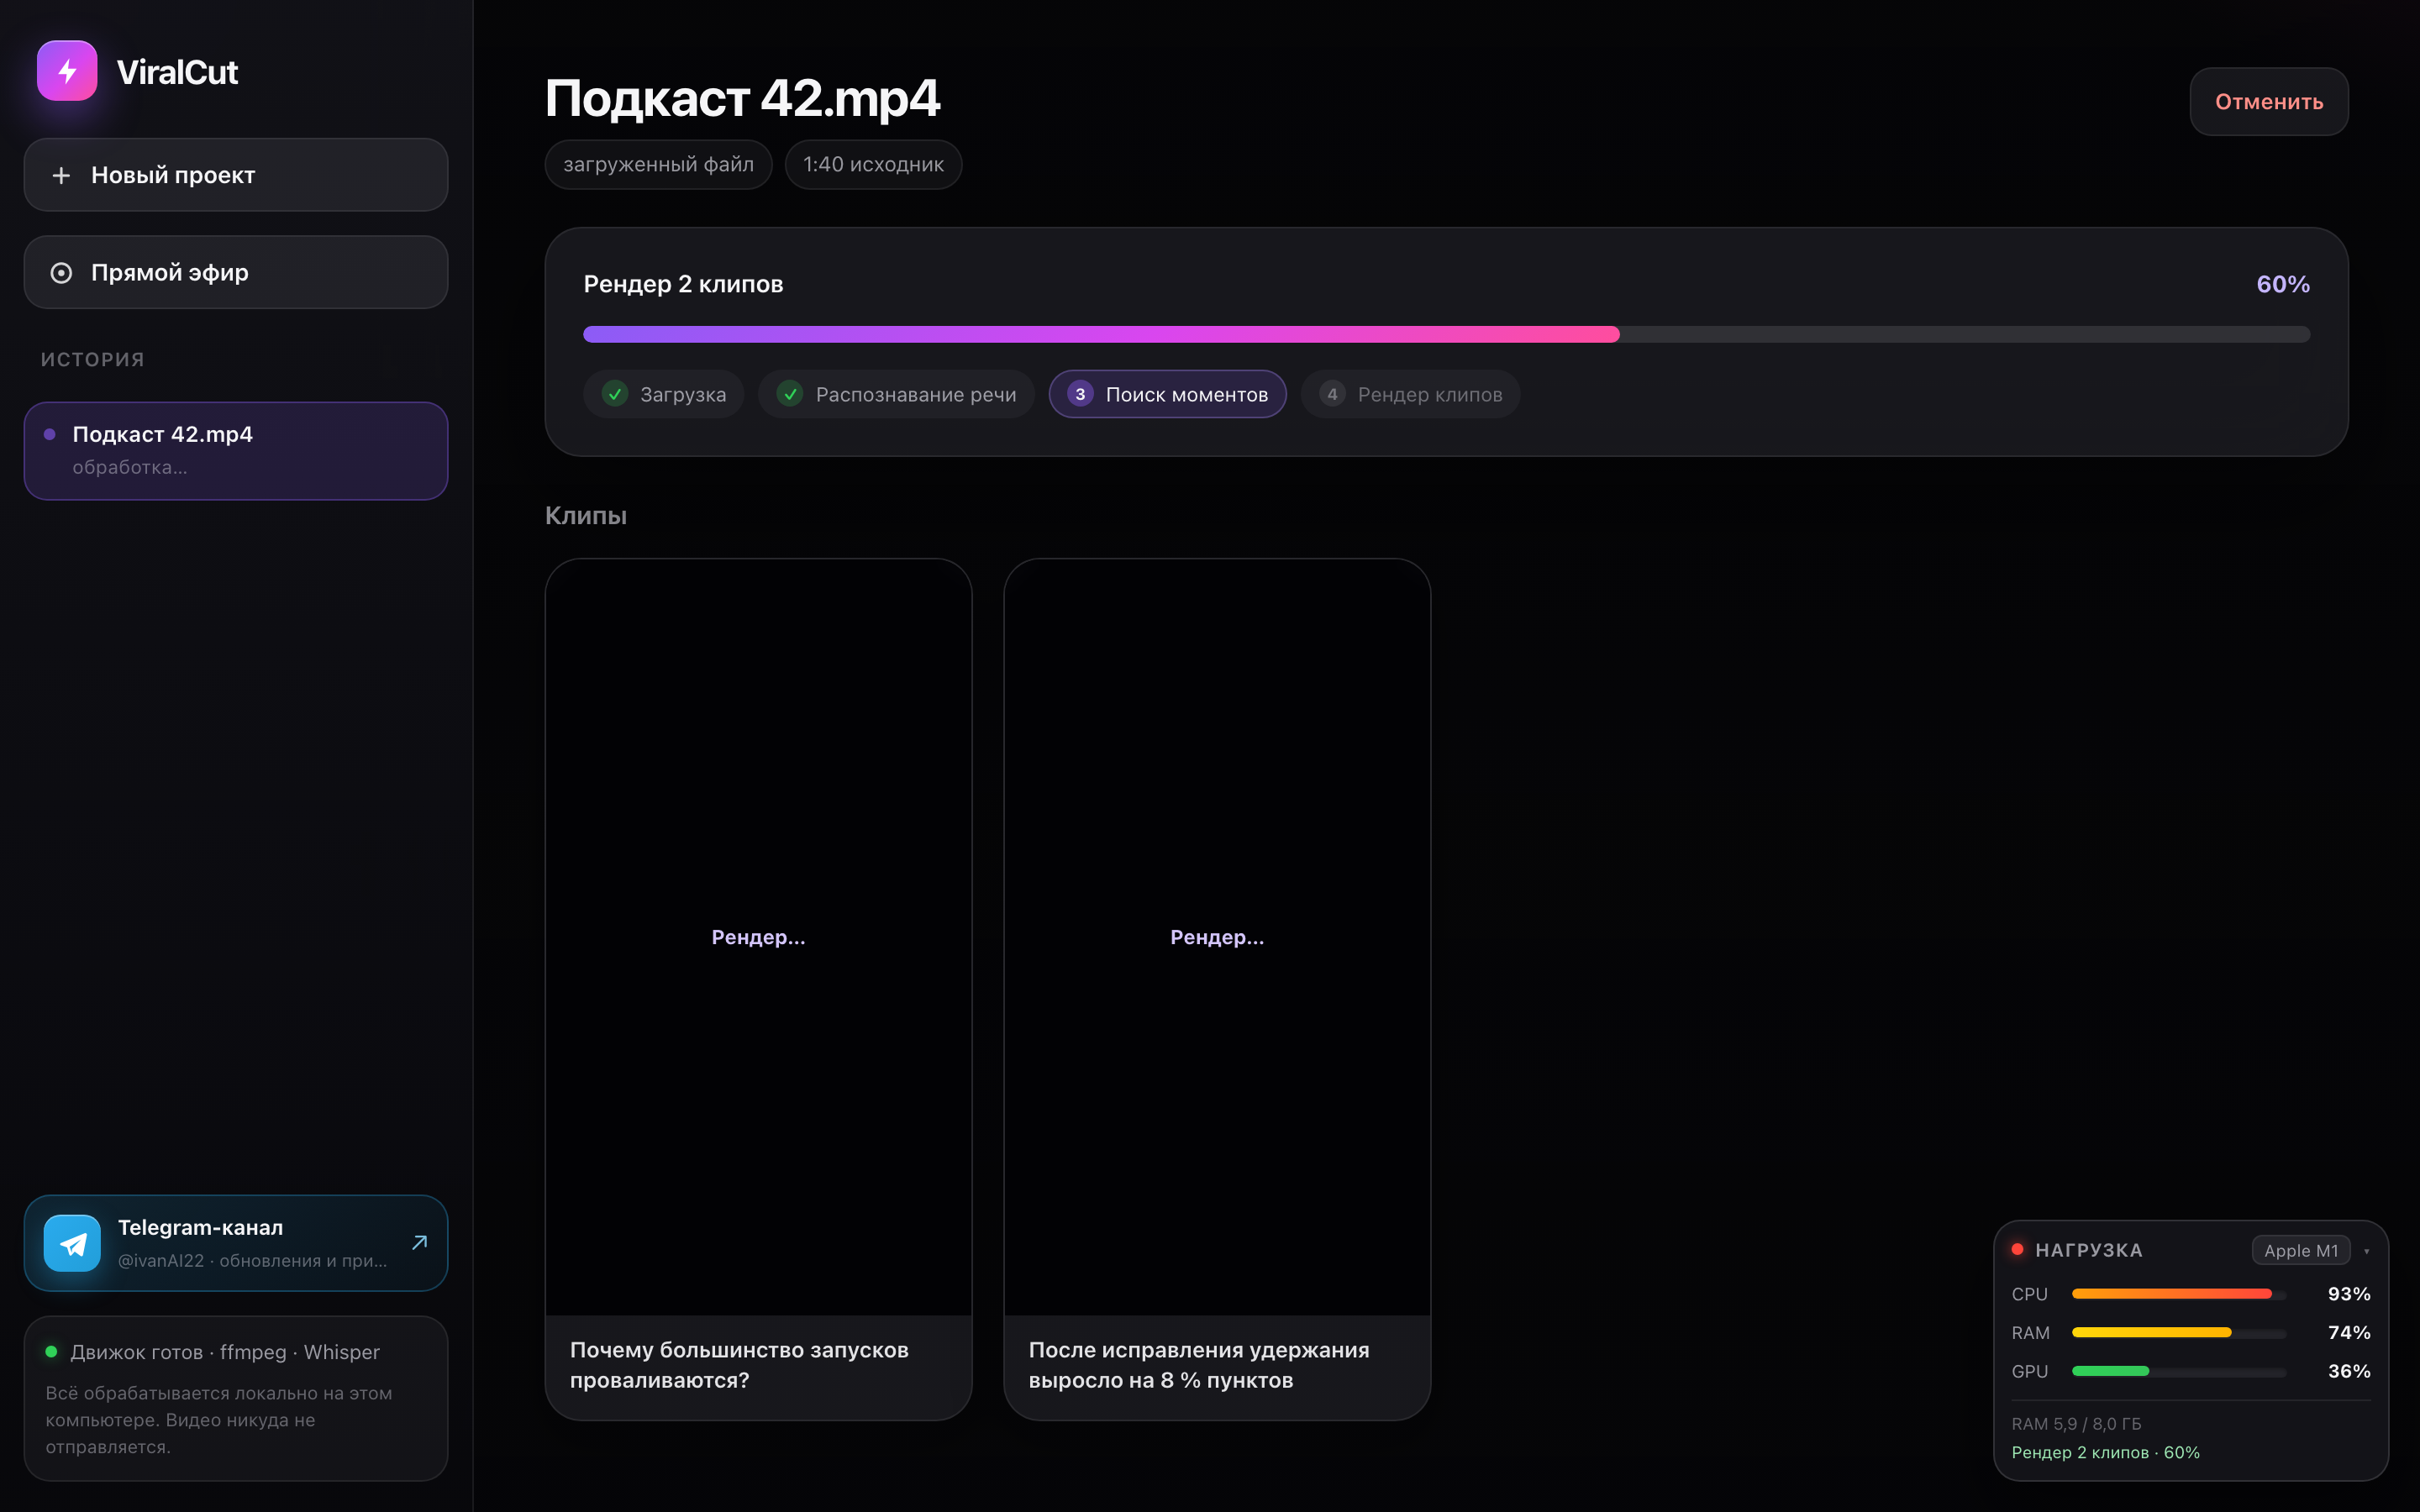 ViralCut
Новый проект
Прямой эфир
ИСТОРИЯ
Подкаст 42.mp4
обработка...
Telegram-канал
@ivanAI22 · обновления и при...
Движок готов · ffmpeg · Whisper
Всё обрабатывается локально на этом
компьютере. Видео никуда не
отправляется.
Подкаст 42.mp4
Отменить
загруженный файл
1:40 исходник
Рендер 2 клипов
60%
Загрузка
Распознавание речи
3 Поиск моментов
4 Рендер клипов
Клипы
Рендер...
Рендер...
Почему большинство запусков
проваливаются?
После исправления удержания
выросло на 8 % пунктов
НАГРУЗКА
Apple M1
CPU 93%
RAM 74%
GPU 36%
RAM 5,9 / 8,0 ГБ
Рендер 2 клипов · 60%